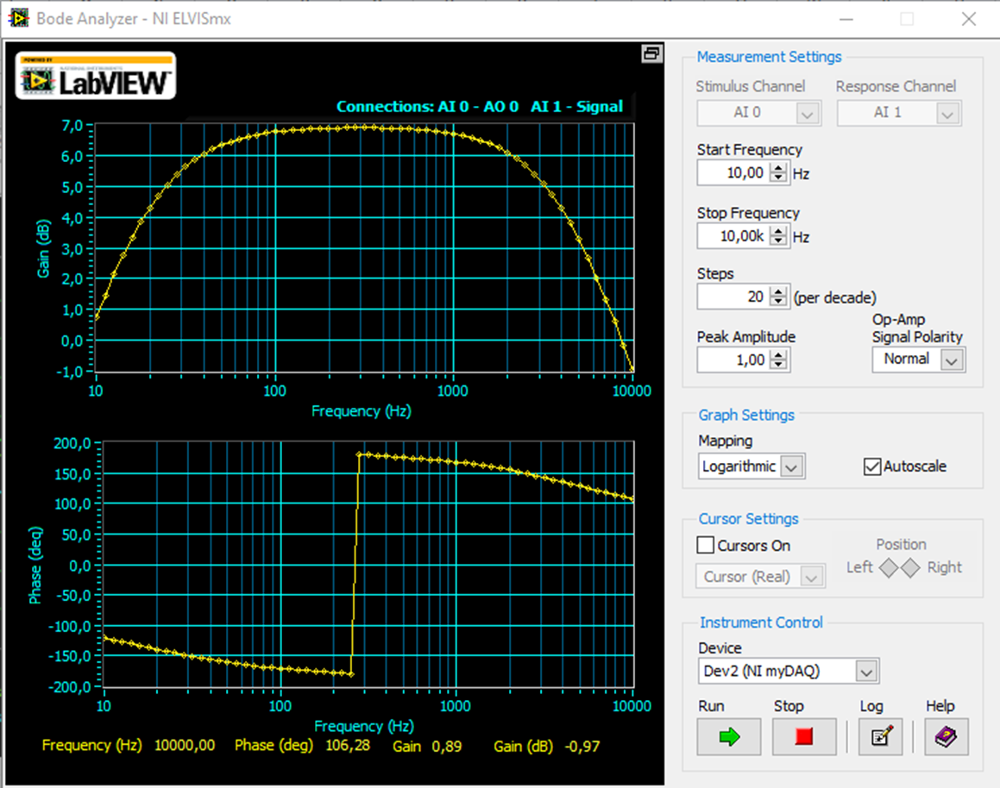 Bode Analyzer - NI ELVISmx
POWERED BY
NATIONAL INSTRUMENTS
LabVIEW
Connections: AI 0 - AO 0 AI 1 - Signal
7,0
6,0
5,0
4,0
3,0
2,0
1,0
0,0
-1,0
Gain (dB)
10 100 1000 10000
Frequency (Hz)
200,0
150,0
100,0
50,0
0,0
-50,0
-100,0
-150,0
-200,0
Phase (deg)
10 100 1000 10000
Frequency (Hz)
Frequency (Hz) 10000,00 Phase (deg) 106,28 Gain 0,89 Gain (dB) -0,97
Measurement Settings
Stimulus Channel Response Channel
AI 0 AI 1
Start Frequency
10,00 Hz
Stop Frequency
10,00k Hz
Steps
20 (per decade)
Op-Amp
Peak Amplitude Signal Polarity
1,00 Normal
Graph Settings
Mapping
Logarithmic Autoscale
Cursor Settings
Cursors On Position
Cursor (Real) Left Right
Instrument Control
Device
Dev2 (NI myDAQ)
Run Stop Log Help